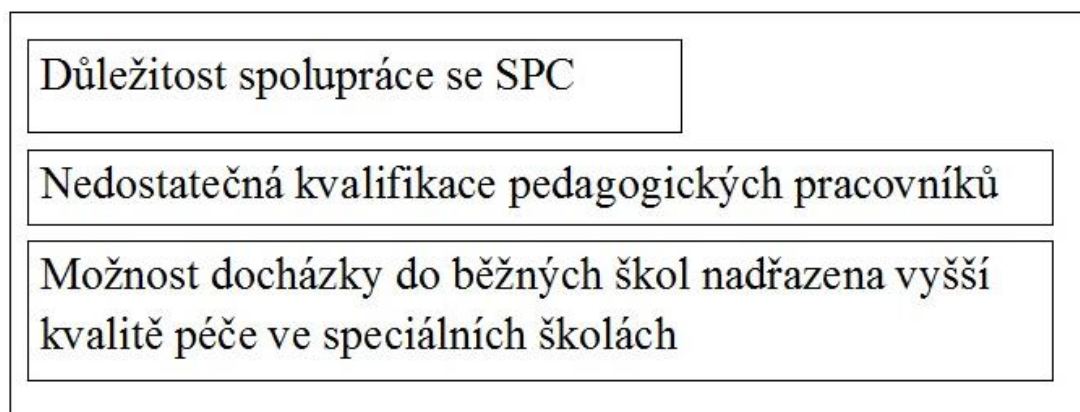 Důležitost spolupráce se SPC
Nedostatečná kvalifikace pedagogických pracovníků
Možnost docházky do běžných škol nadřazena vyšší
kvalitě péče ve speciálních školách